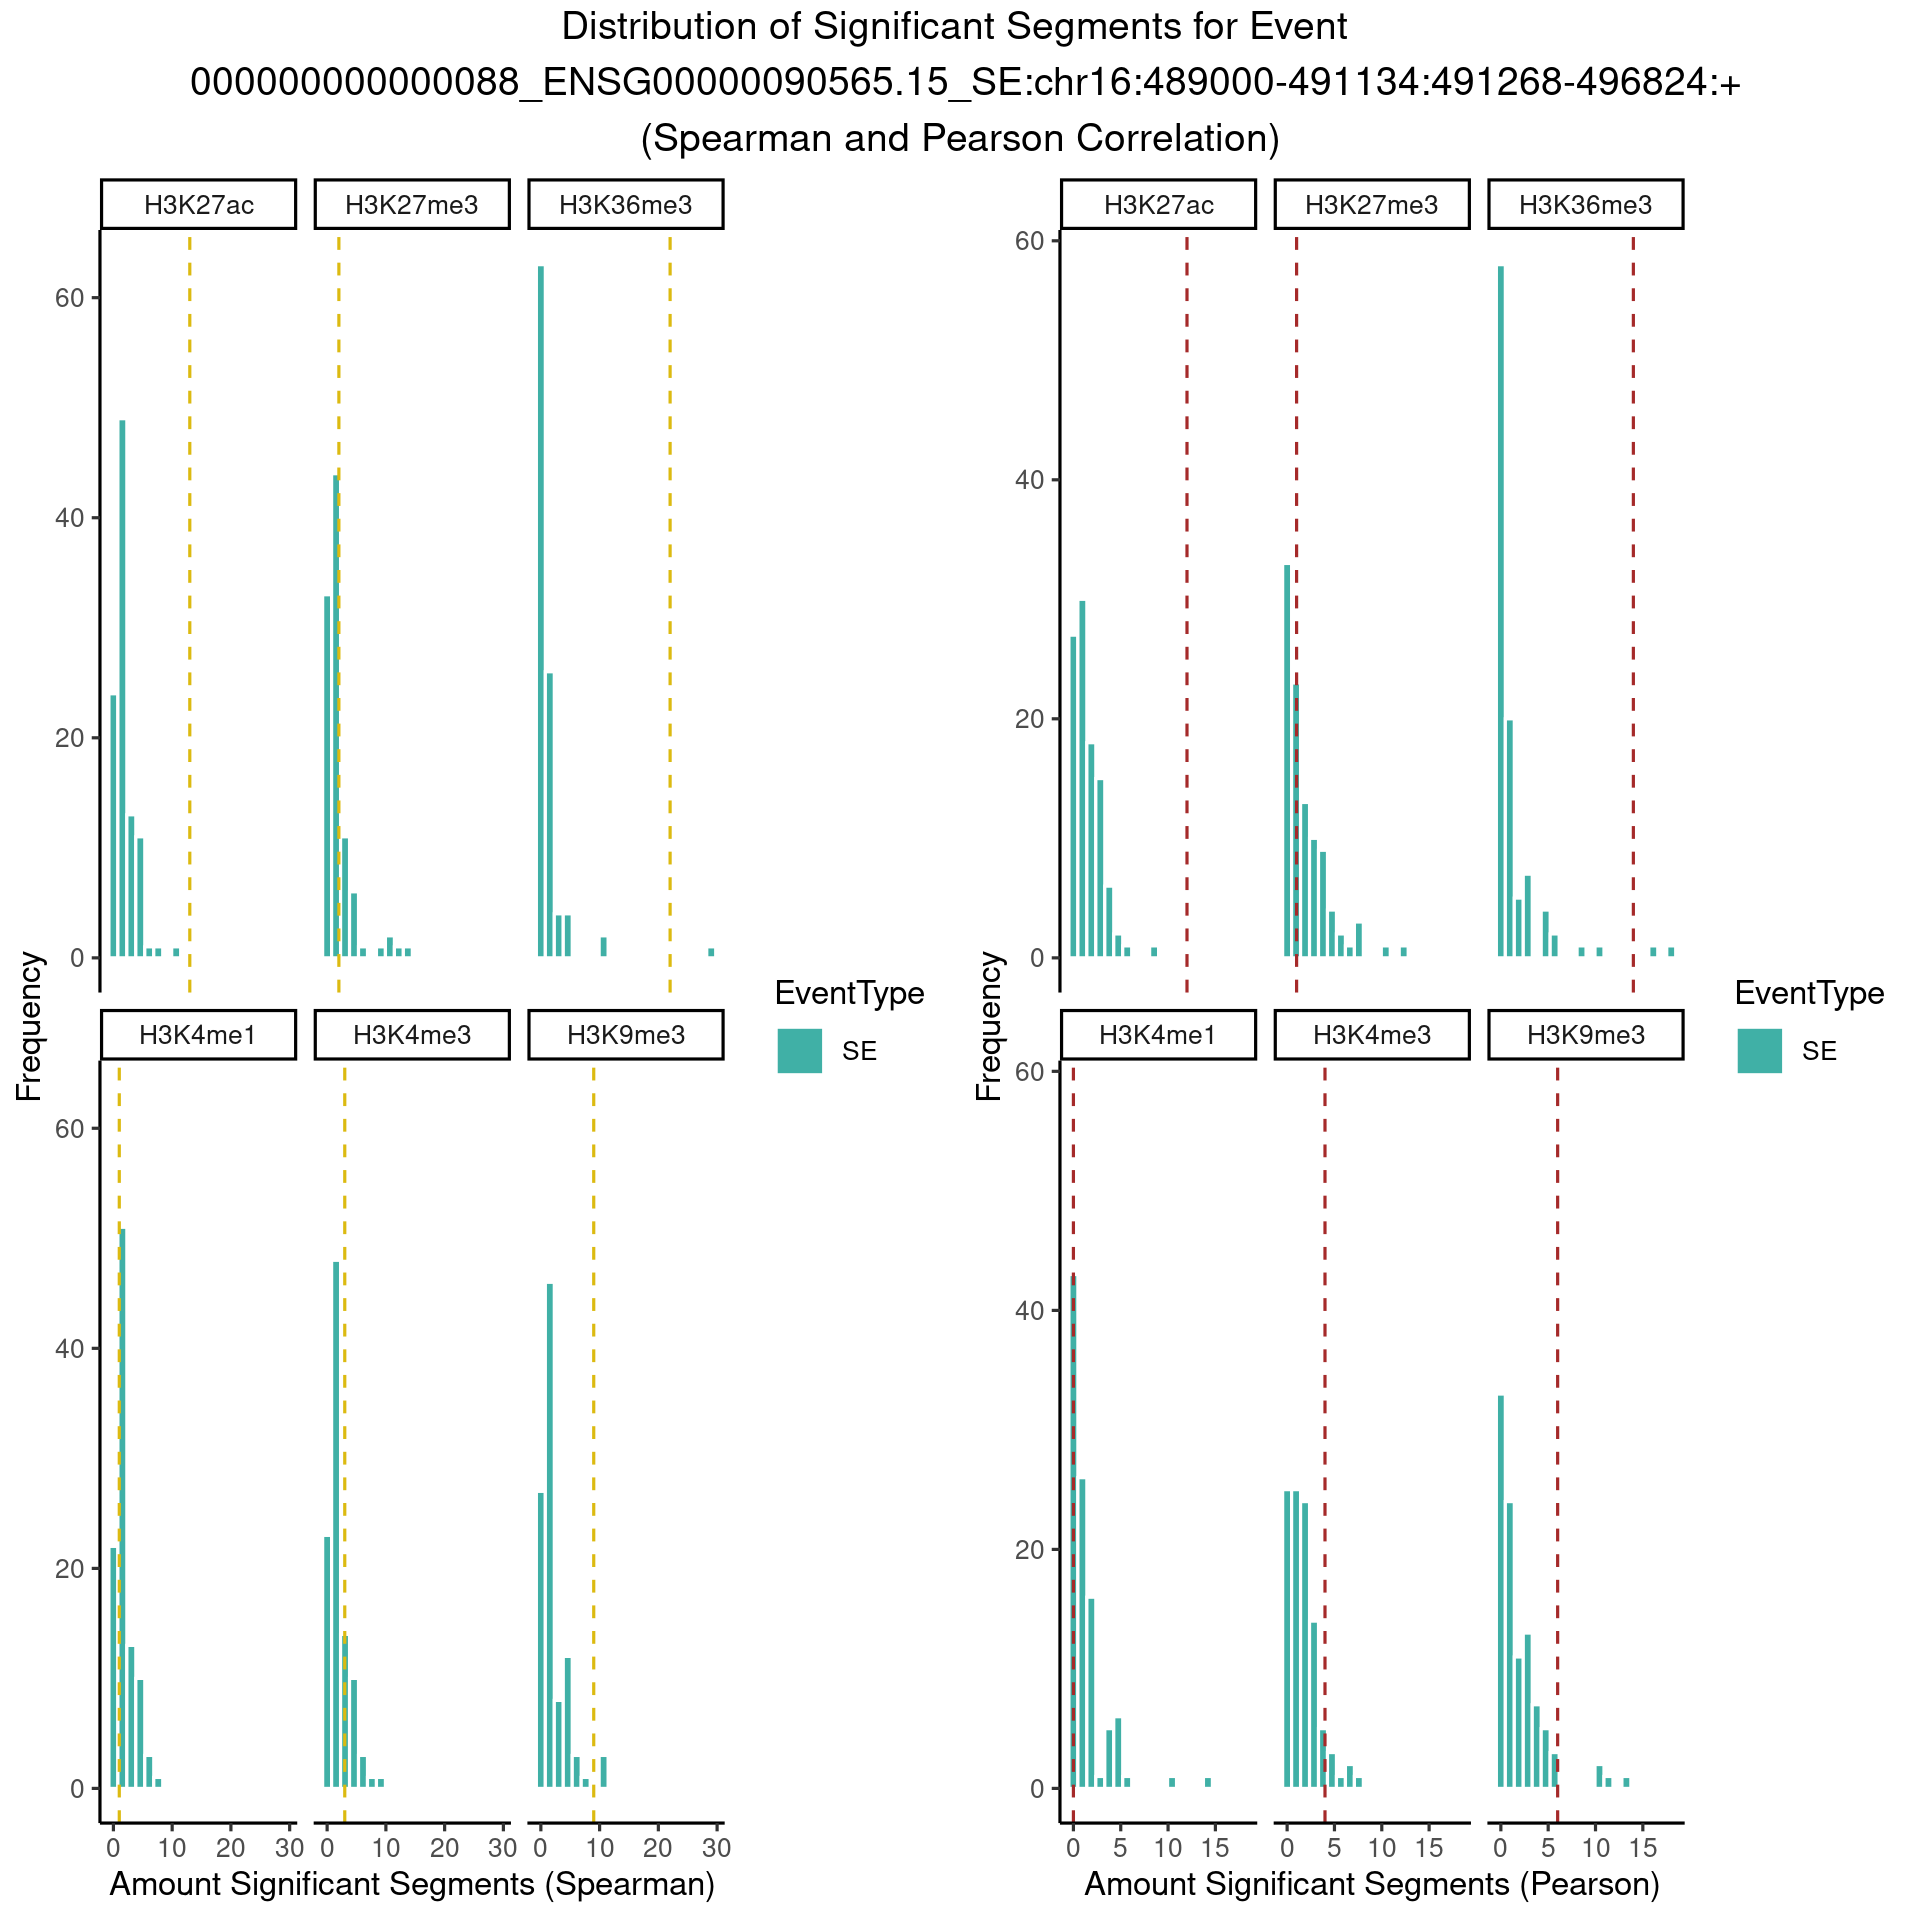 Distribution of Significant Segments for Event
000000000000088_ENSG00000090565.15_SE:chr16:489000-491134:491268-496824:+
(Spearman and Pearson Correlation)
H3K27ac H3K27me3 H3K36me3
60
40
20
0
H3K4me1 H3K4me3 H3K9me3
60
40
20
0
0 10 20 30 0 10 20 30 0 10 20 30
Frequency
Amount Significant Segments (Spearman)
EventType
SE
H3K27ac H3K27me3 H3K36me3
60
40
20
0
H3K4me1 H3K4me3 H3K9me3
60
40
20
0
0 5 10 15 0 5 10 15 0 5 10 15
Frequency
Amount Significant Segments (Pearson)
EventType
SE